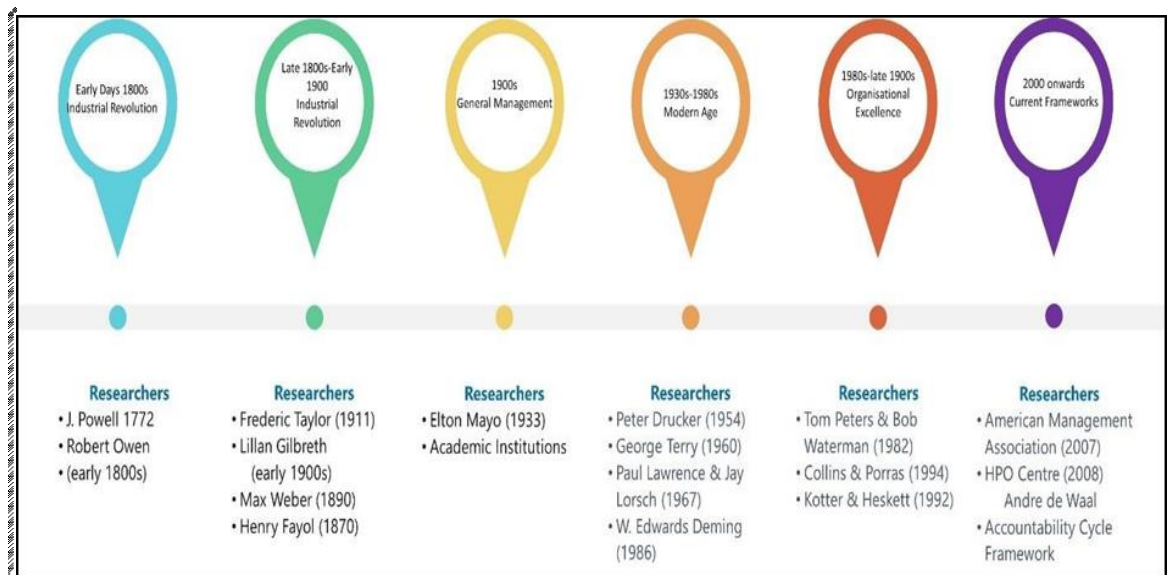 Early Days 1800s
Industrial Revolution
Late 1800s-Early
1900
Industrial
Revolution
1900s
General Management
1930s-1980s
Modern Age
1980s-late 1900s
Organisational
Excellence
2000 onwards
Current Frameworks
Researchers
• J. Powell 1772
• Robert Owen
• (early 1800s)
Researchers
• Frederic Taylor (1911)
• Lillan Gilbreth
(early 1900s)
• Max Weber (1890)
• Henry Fayol (1870)
Researchers
• Elton Mayo (1933)
• Academic Institutions
Researchers
• Peter Drucker (1954)
• George Terry (1960)
• Paul Lawrence & Jay
Lorsch (1967)
• W. Edwards Deming
(1986)
Researchers
• Tom Peters & Bob
Waterman (1982)
• Collins & Porras (1994)
• Kotter & Heskett (1992)
Researchers
• American Management
Association (2007)
• HPO Centre (2008)
Andre de Waal
• Accountability Cycle
Framework